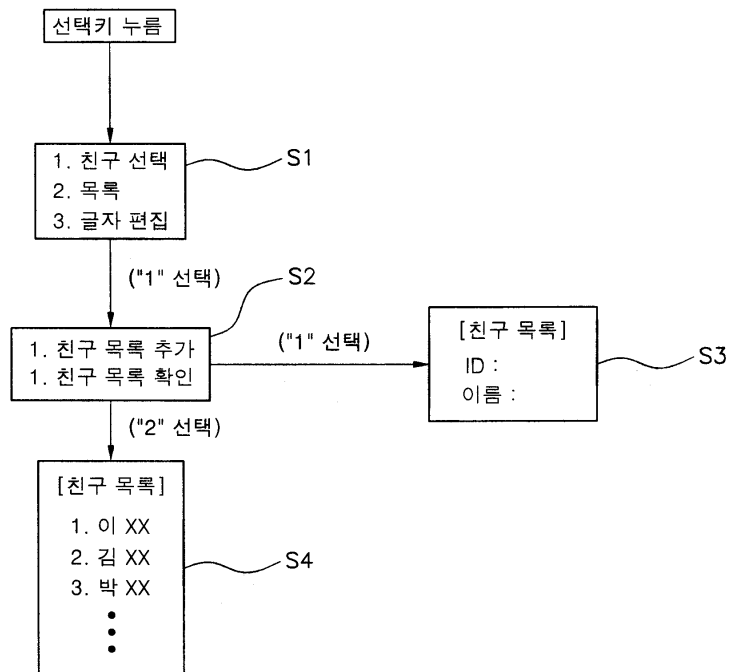 선택키 누름
1. 친구 선택
2. 목록
3. 글자 편집
S1
("1" 선택)
S2
1. 친구 목록 추가
1. 친구 목록 확인
("1" 선택)
[친구 목록]
ID :
이름 :
S3
("2" 선택)
[친구 목록]
1. 이 XX
2. 김 XX
3. 박 XX
S4